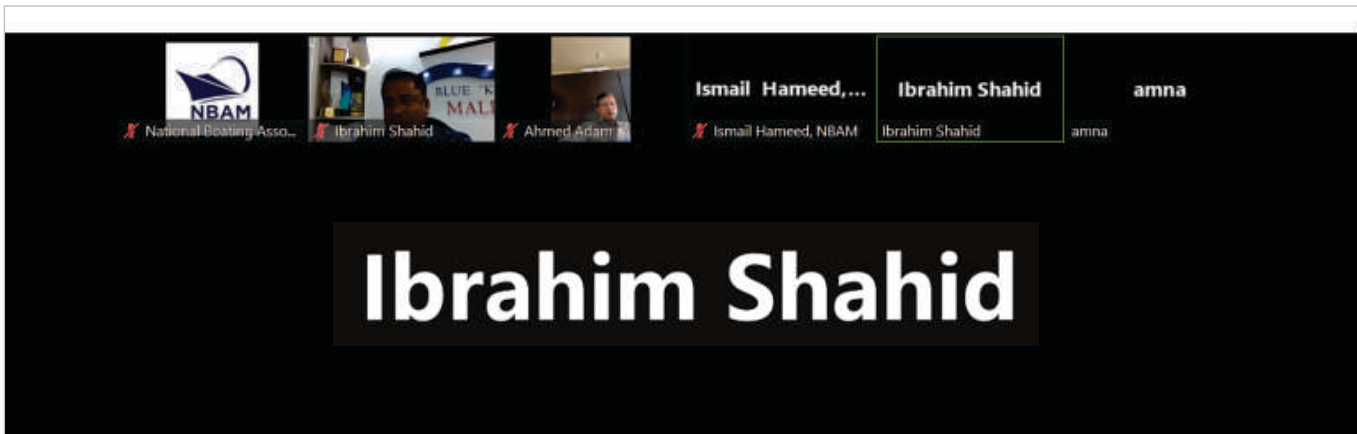 NBAM
National Boating Asso...
BLUE "K
MAL
Ibrahim Shahid
Ahmed Adam K
Ismail Hameed,...
Ismail Hameed, NBAM
Ibrahim Shahid
Ibrahim Shahid
amna
amna
Ibrahim Shahid